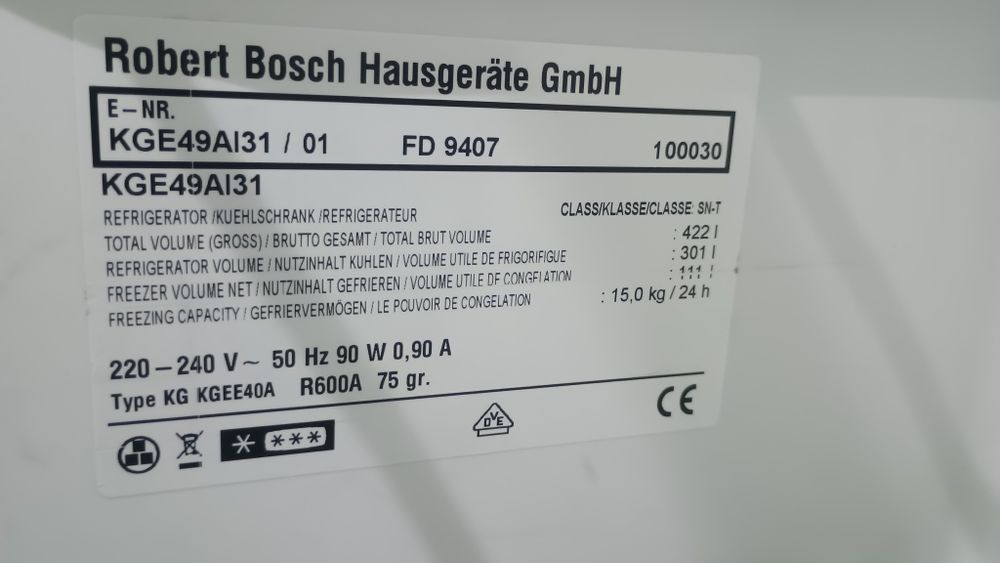 Robert Bosch Hausgeräte GmbH
E-NR.
KGE49AI31 / 01 FD 9407 100030
KGE49AI31
REFRIGERATOR /KUEHLSCHRANK /REFRIGERATEUR CLASS/KLASSE/CLASSE: SN-T
TOTAL VOLUME (GROSS) / BRUTTO GESAMT / TOTAL BRUT VOLUME : 422 l
REFRIGERATOR VOLUME / NUTZINHALT KUHLEN / VOLUME UTILE DE FRIGORIFIGUE : 301 l
FREEZER VOLUME NET / NUTZINHALT GEFRIEREN / VOLUME UTILE DE CONGELATION : 111 l
FREEZING CAPACITY / GEFRIERVERMÖGEN / LE POUVOIR DE CONGELATION : 15,0 kg / 24 h
220-240 V~ 50 Hz 90 W 0,90 A
Type KG KGEE40A R600A 75 gr.
DVE CE